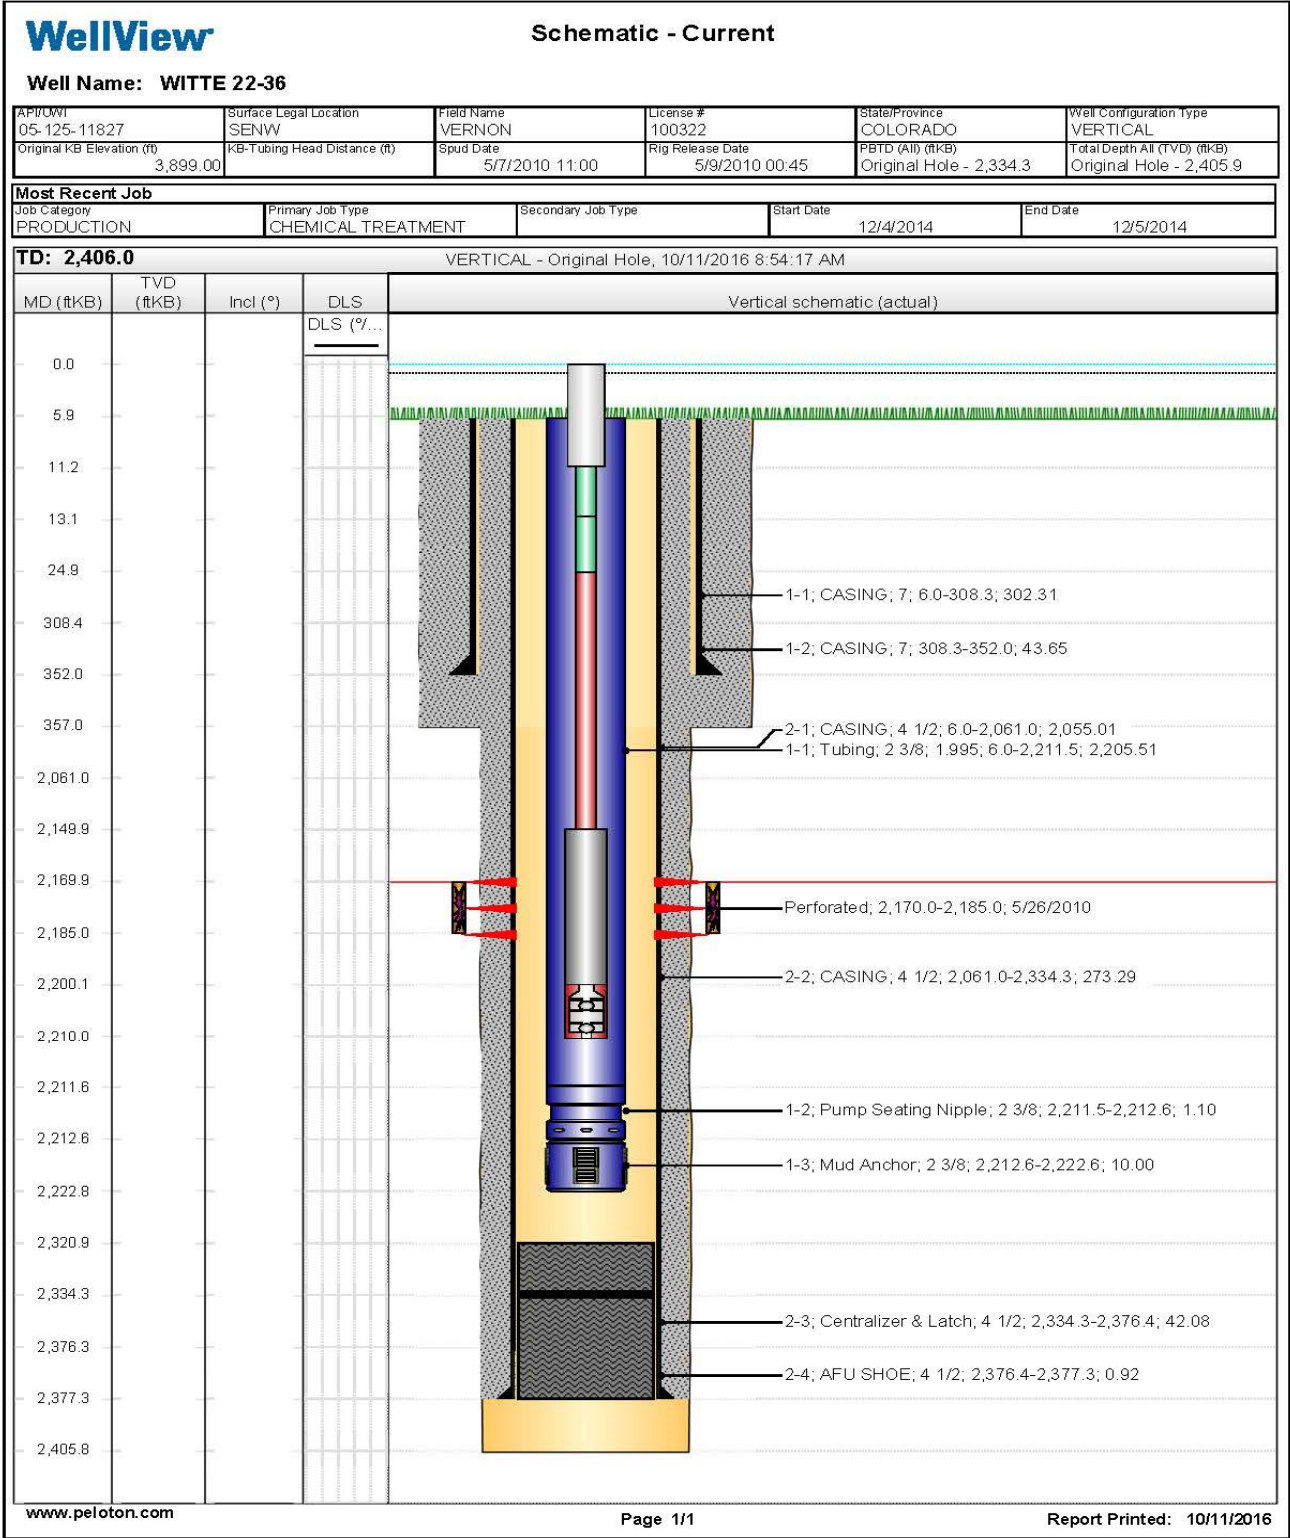 WellView
Schematic - Current
Well Name: WITTE 22-36
API/UWI Surface Legal Location Field Name License # State/Province Well Configuration Type
05-125-11827 SENW VERNON 100322 COLORADO VERTICAL
Original KB Elevation (ft) KB-Tubing Head Distance (ft) Spud Date Rig Release Date PBTD (All) (ftKB) Total Depth All (TVD) (ftKB)
3,899.00 5/7/2010 11:00 5/9/2010 00:45 Original Hole - 2,334.3 Original Hole - 2,405.9
Most Recent Job
Job Category Primary Job Type Secondary Job Type Start Date End Date
PRODUCTION CHEMICAL TREATMENT 12/4/2014 12/5/2014
TD: 2,406.0 VERTICAL - Original Hole, 10/11/2016 8:54:17 AM
MD (ftKB) TVD (ftKB) Incl (°) DLS Vertical schematic (actual)
DLS (°/...
0.0
5.9
11.2
13.1
24.9
1-1; CASING; 7; 6.0-308.3; 302.31
308.4
1-2; CASING; 7; 308.3-352.0; 43.65
352.0
357.0
2-1; CASING; 4 1/2; 6.0-2,061.0; 2,055.01
1-1; Tubing; 2 3/8; 1.995; 6.0-2,211.5; 2,205.51
2,061.0
2,149.9
2,169.9
Perforated; 2,170.0-2,185.0; 5/26/2010
2,185.0
2-2; CASING; 4 1/2; 2,061.0-2,334.3; 273.29
2,200.1
2,210.0
2,211.6
1-2; Pump Seating Nipple; 2 3/8; 2,211.5-2,212.6; 1.10
2,212.6
1-3; Mud Anchor; 2 3/8; 2,212.6-2,222.6; 10.00
2,222.8
2,320.9
2,334.3
2-3; Centralizer & Latch; 4 1/2; 2,334.3-2,376.4; 42.08
2,376.3
2-4; AFU SHOE; 4 1/2; 2,376.4-2,377.3; 0.92
2,377.3
2,405.8
www.peloton.com Page 1/1 Report Printed: 10/11/2016